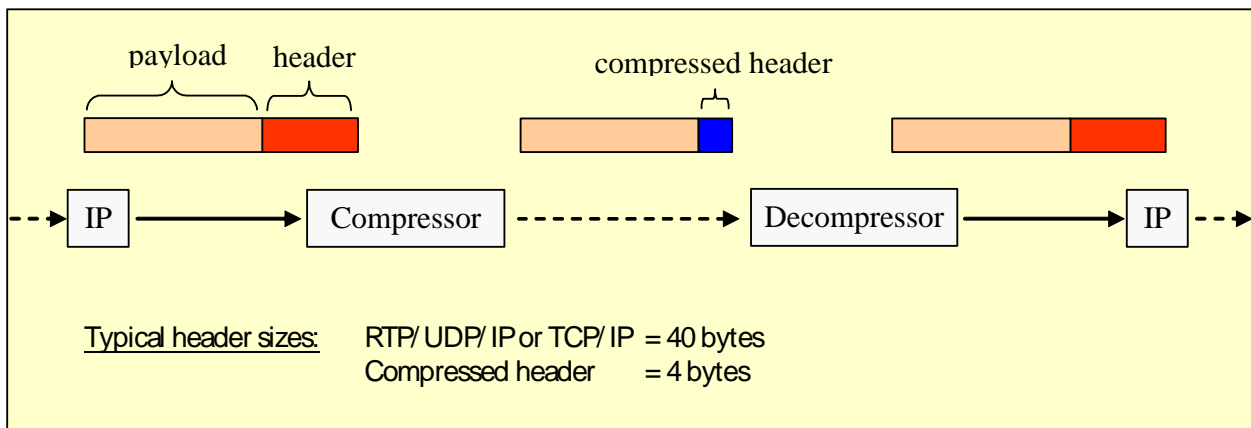 payload header
compressed header
IP Compressor Decompressor IP
Typical header sizes: RTP/UDP/IP or TCP/IP = 40 bytes
Compressed header = 4 bytes